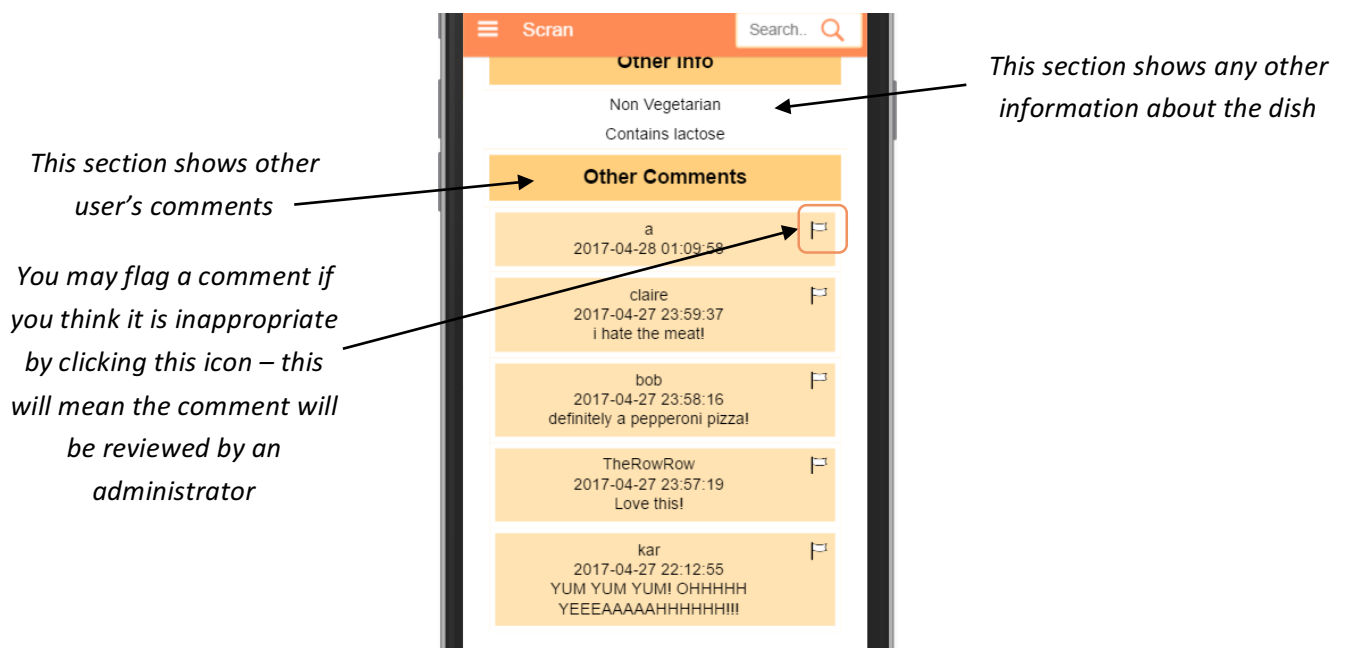 Scran
Search..
Other Info
Non Vegetarian
Contains lactose
This section shows any other
information about the dish
This section shows other
user's comments
Other Comments
a
2017-04-28 01:09:58
You may flag a comment if
you think it is inappropriate
by clicking this icon – this
will mean the comment will
be reviewed by an
administrator
claire
2017-04-27 23:59:37
i hate the meat!
bob
2017-04-27 23:58:16
definitely a pepperoni pizza!
TheRowRow
2017-04-27 23:57:19
Love this!
kar
2017-04-27 22:12:55
YUM YUM YUM! OHHHHH
YEEEAAAAAHHHHHH!!!